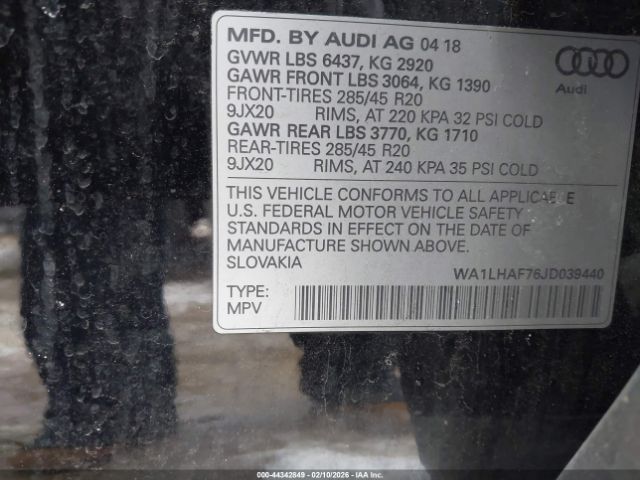 MFD. BY AUDI AG 04 18
GVWR LBS 6437, KG 2920
GAWR FRONT LBS 3064, KG 1390
FRONT-TIRES 285/45 R20
9JX20 RIMS, AT 220 KPA 32 PSI COLD
GAWR REAR LBS 3770, KG 1710
REAR-TIRES 285/45 R20
9JX20 RIMS, AT 240 KPA 35 PSI COLD
Audi
THIS VEHICLE CONFORMS TO ALL APPLICABLE
U.S. FEDERAL MOTOR VEHICLE SAFETY
STANDARDS IN EFFECT ON THE DATE OF
MANUFACTURE SHOWN ABOVE.
SLOVAKIA
WA1LHAF76JD039440
TYPE:
MPV
000-44342849 - 02/10/2026 - IAAI Copyright